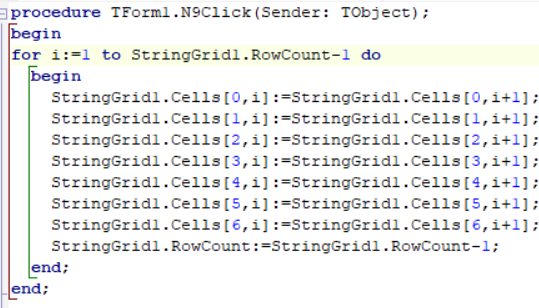 procedure TForm1.N9Click(Sender: TObject);
begin
for i:=1 to StringGrid1.RowCount-1 do
begin
StringGrid1.Cells[0,i]:=StringGrid1.Cells[0,i+1];
StringGrid1.Cells[1,i]:=StringGrid1.Cells[1,i+1];
StringGrid1.Cells[2,i]:=StringGrid1.Cells[2,i+1];
StringGrid1.Cells[3,i]:=StringGrid1.Cells[3,i+1];
StringGrid1.Cells[4,i]:=StringGrid1.Cells[4,i+1];
StringGrid1.Cells[5,i]:=StringGrid1.Cells[5,i+1];
StringGrid1.Cells[6,i]:=StringGrid1.Cells[6,i+1];
StringGrid1.RowCount:=StringGrid1.RowCount-1;
end;
end;